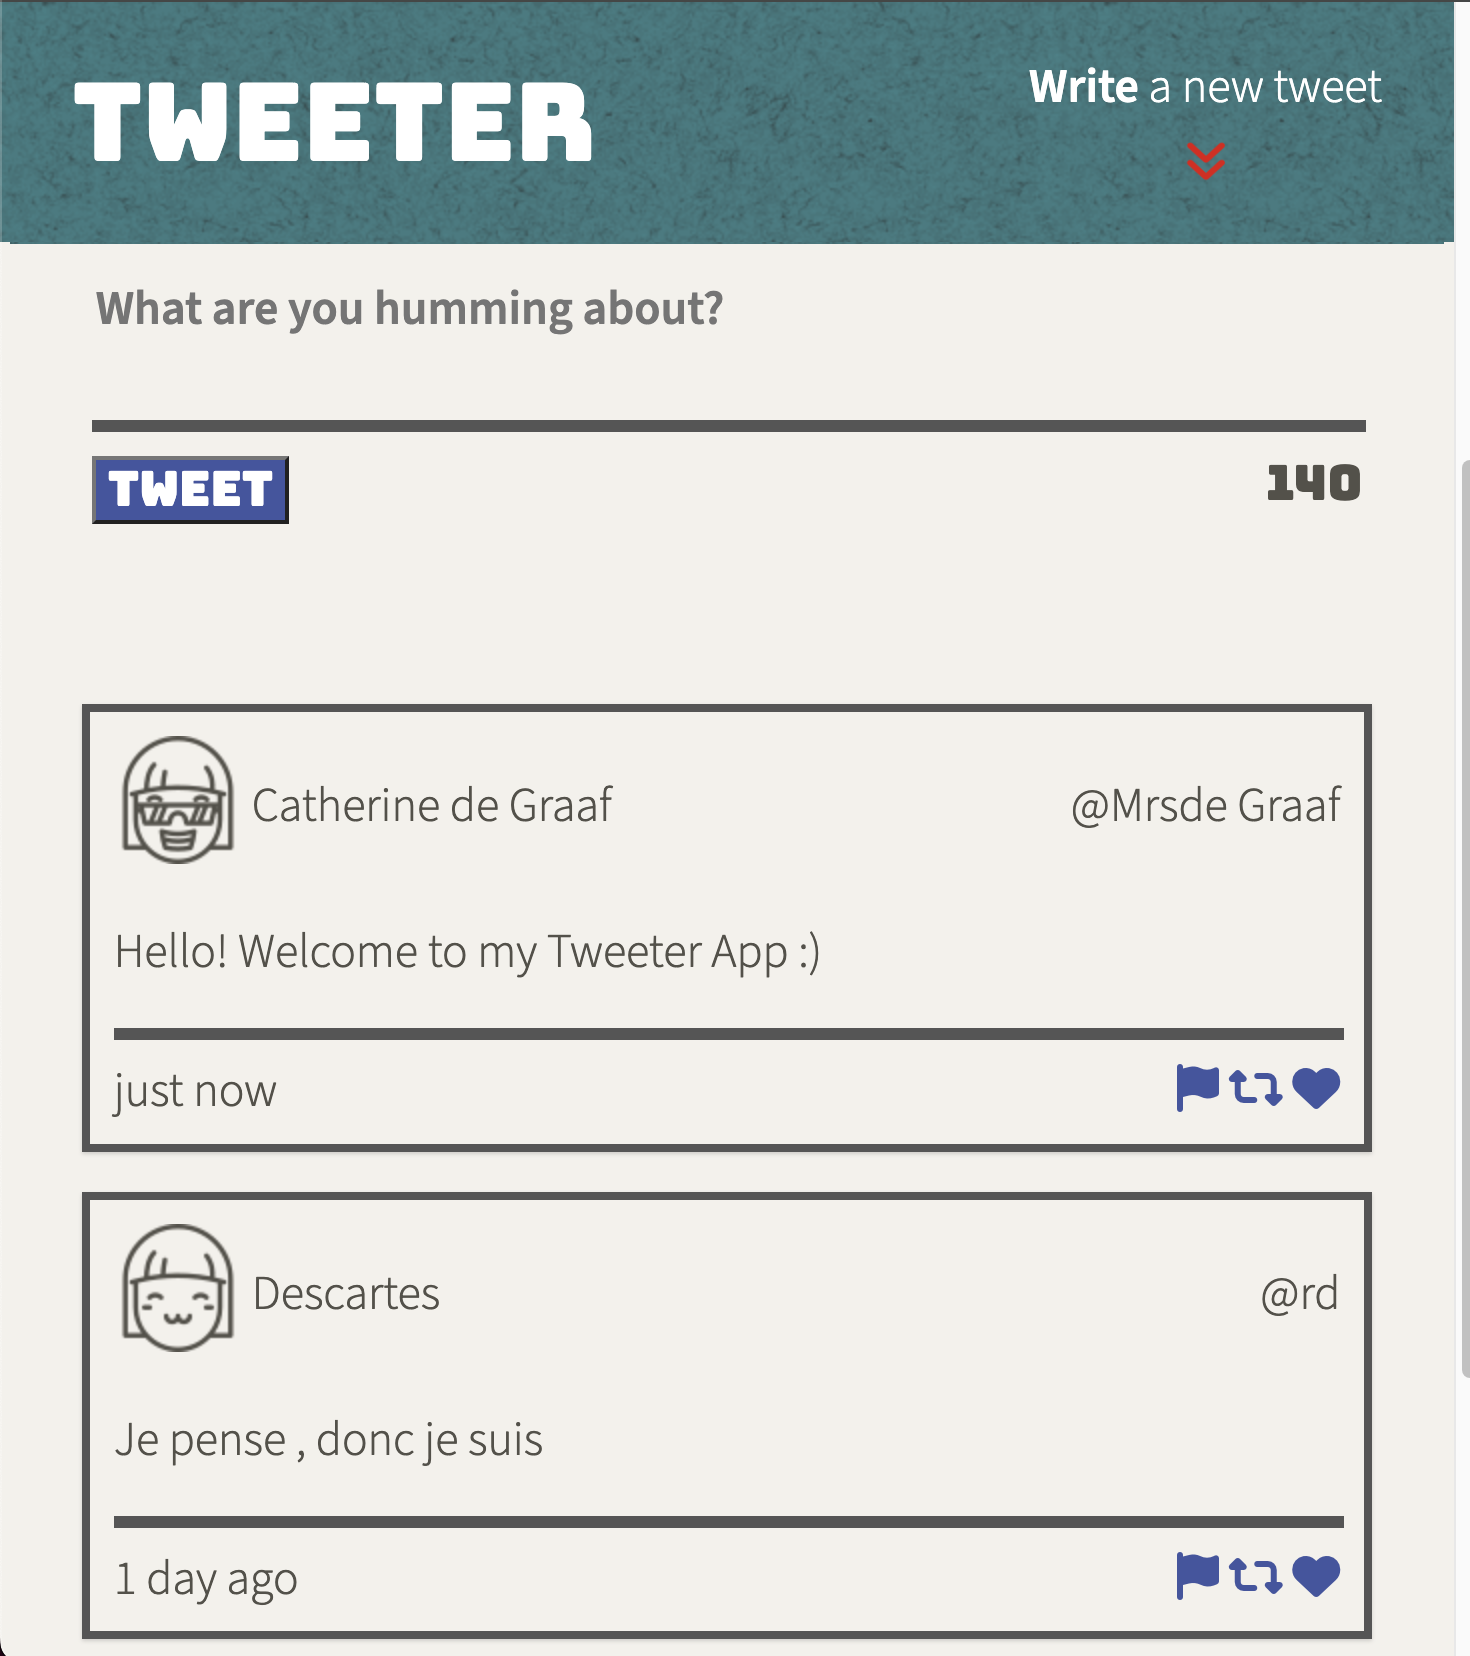 TWEETER
Write a new tweet
What are you humming about?
TWEET
140
Catherine de Graaf
@Mrsde Graaf
Hello! Welcome to my Tweeter App :)
just now
Descartes
@rd
Je pense , donc je suis
1 day ago